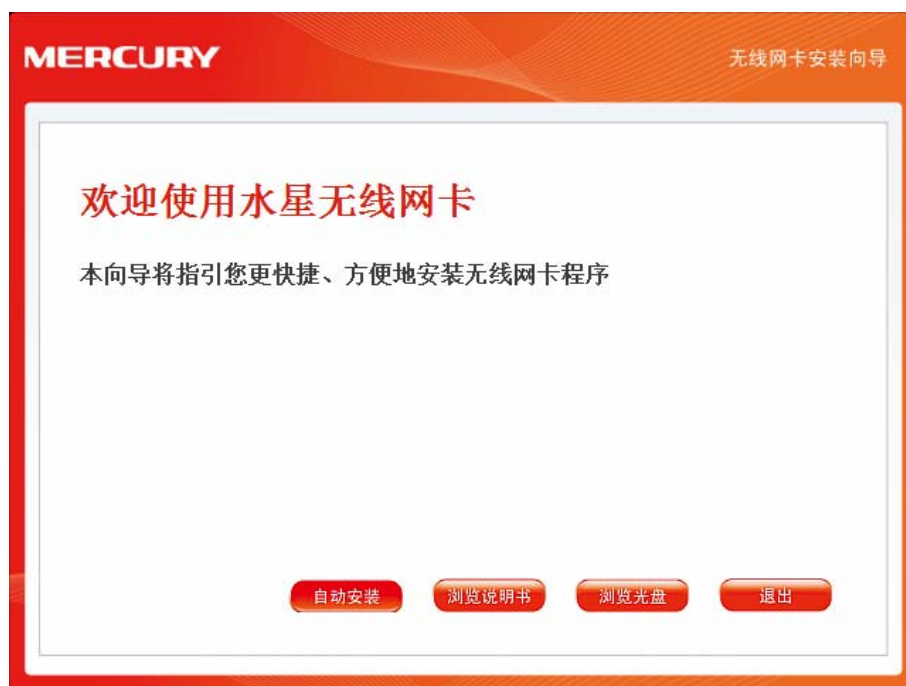 MERCURY
无线网卡安装向导
欢迎使用水星无线网卡
本向导将指引您更快捷、方便地安装无线网卡程序
自动安装
浏览说明书
浏览光盘
退出